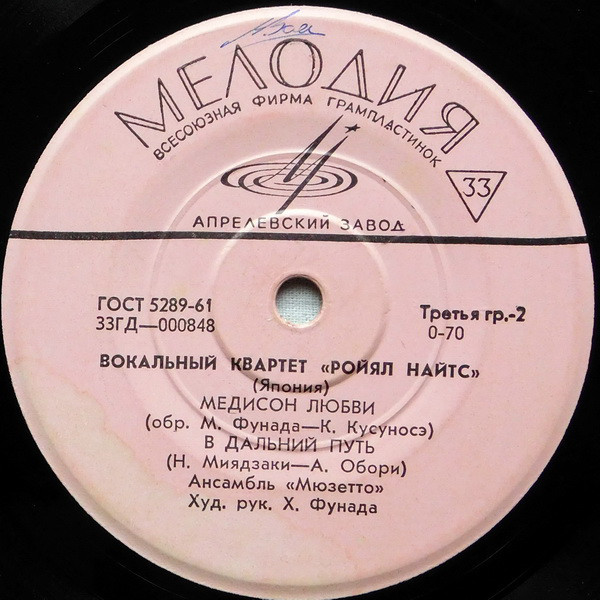 МЕЛОДИЯ
ВСЕСОЮЗНАЯ ФИРМА ГРАМПЛАСТИНОК
33
АПРЕЛЕВСКИЙ ЗАВОД
ГОСТ 5289-61
33ГД—000848
Третья гр.-2
0-70
ВОКАЛЬНЫЙ КВАРТЕТ «РОЙЯЛ НАЙТС»
(Япония)
МЕДИСОН ЛЮБВИ
(обр. М. Фунада—К. Кусуносэ)
В ДАЛЬНИЙ ПУТЬ
(Н. Миядзаки—А. Обори)
Ансамбль «Мюзетто»
Худ. рук. Х. Фунада